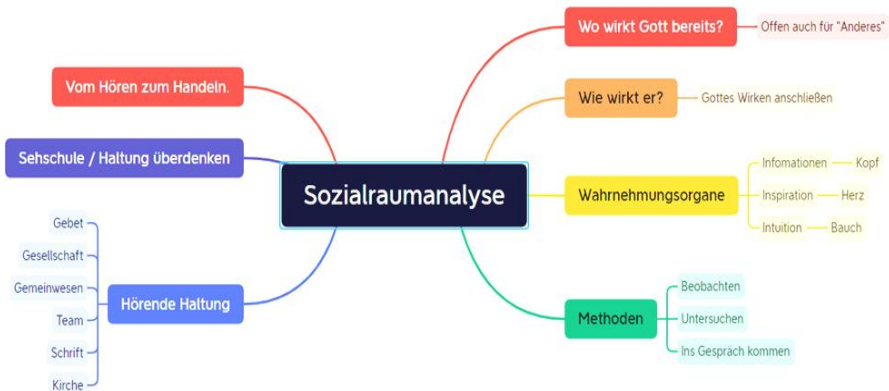 Sozialraumanalyse
Wo wirkt Gott bereits?
Offen auch für "Anderes"
Wie wirkt er?
Gottes Wirken anschließen
Wahrnehmungsorgane
Infomationen
Kopf
Inspiration
Herz
Intuition
Bauch
Methoden
Beobachten
Untersuchen
Ins Gespräch kommen
Vom Hören zum Handeln.
Sehschule / Haltung überdenken
Hörende Haltung
Gebet
Gesellschaft
Gemeinwesen
Team
Schrift
Kirche